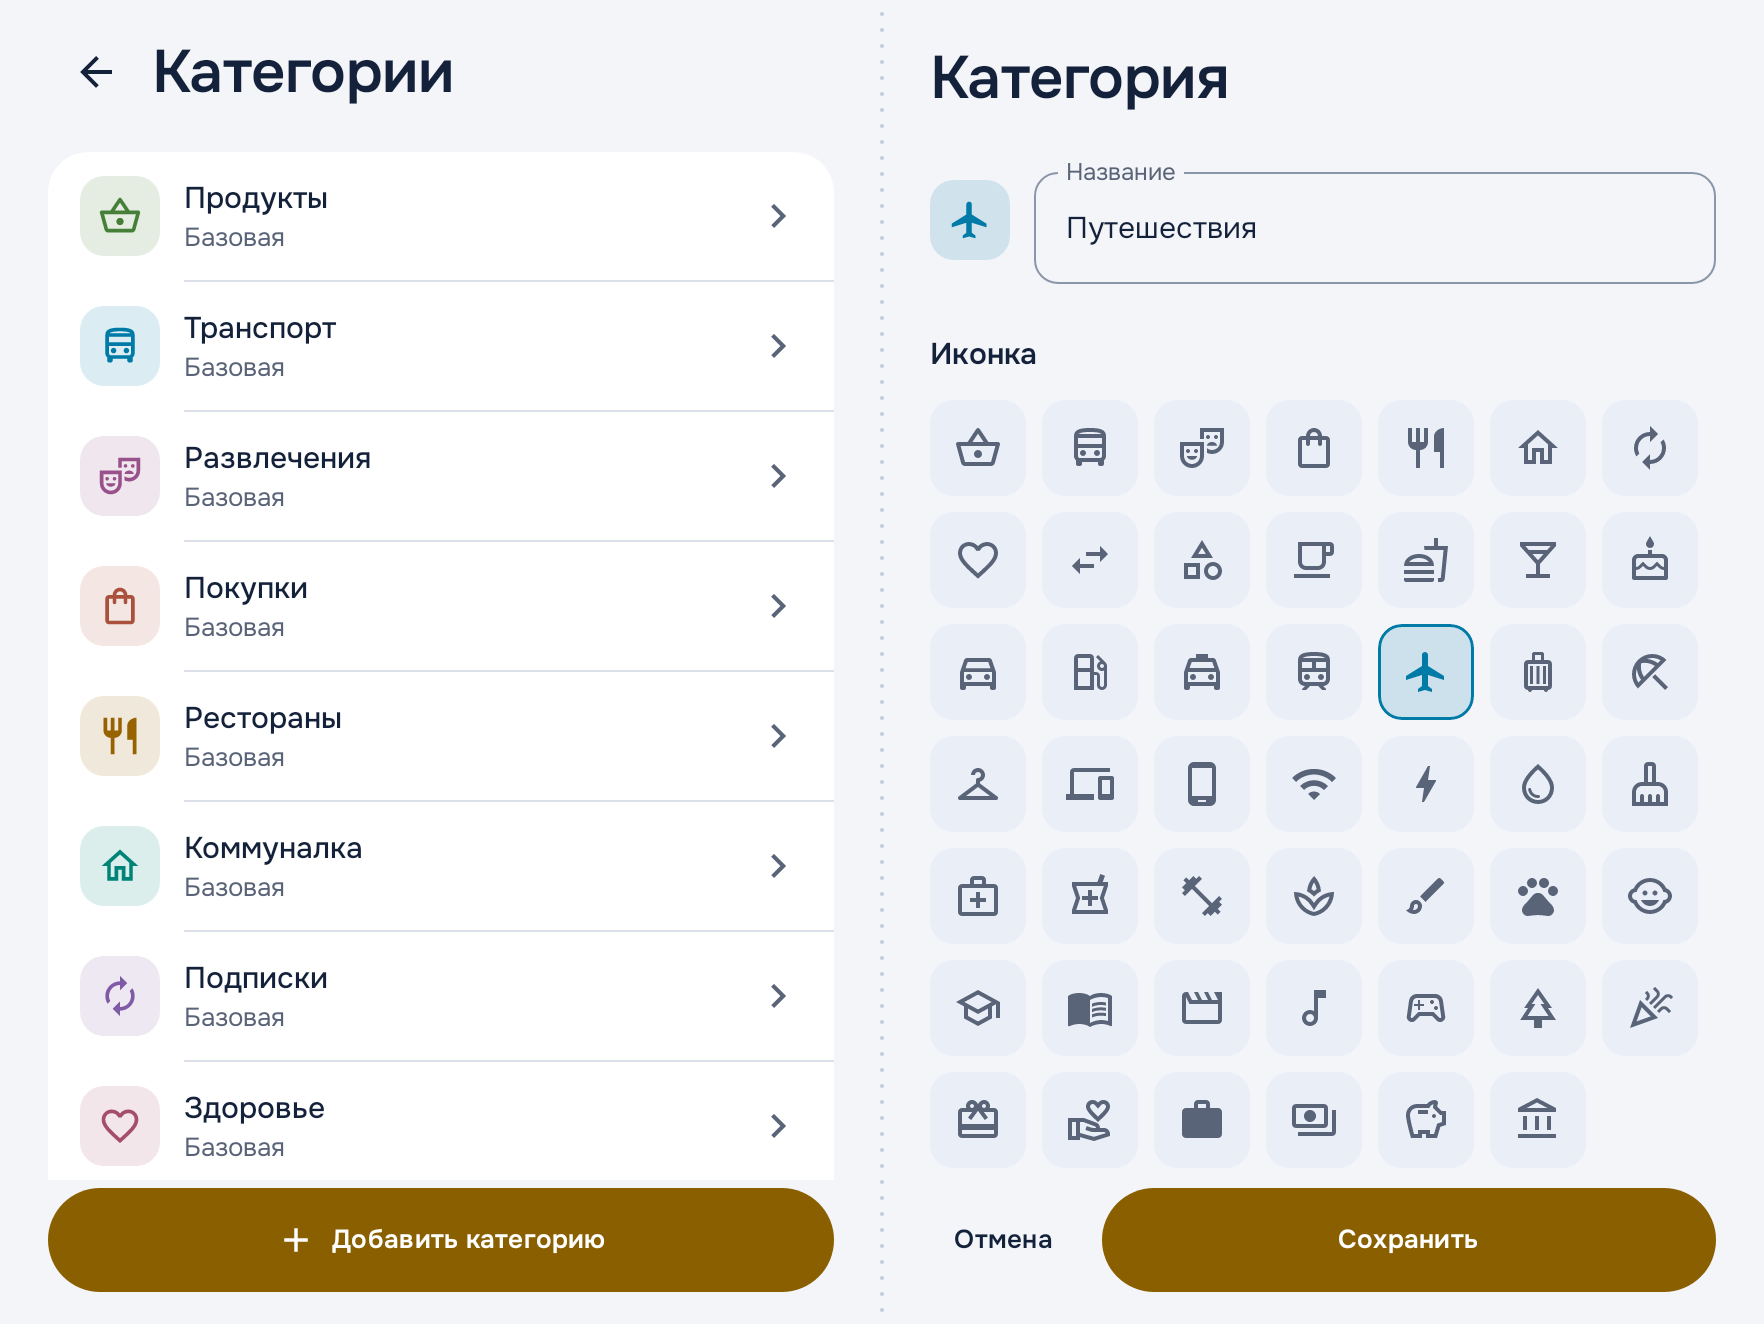 Категории
Продукты
Базовая
Транспорт
Базовая
Развлечения
Базовая
Покупки
Базовая
Рестораны
Базовая
Коммуналка
Базовая
Подписки
Базовая
Здоровье
Базовая
Добавить категорию
Категория
Название
Путешествия
Иконка
Отмена
Сохранить